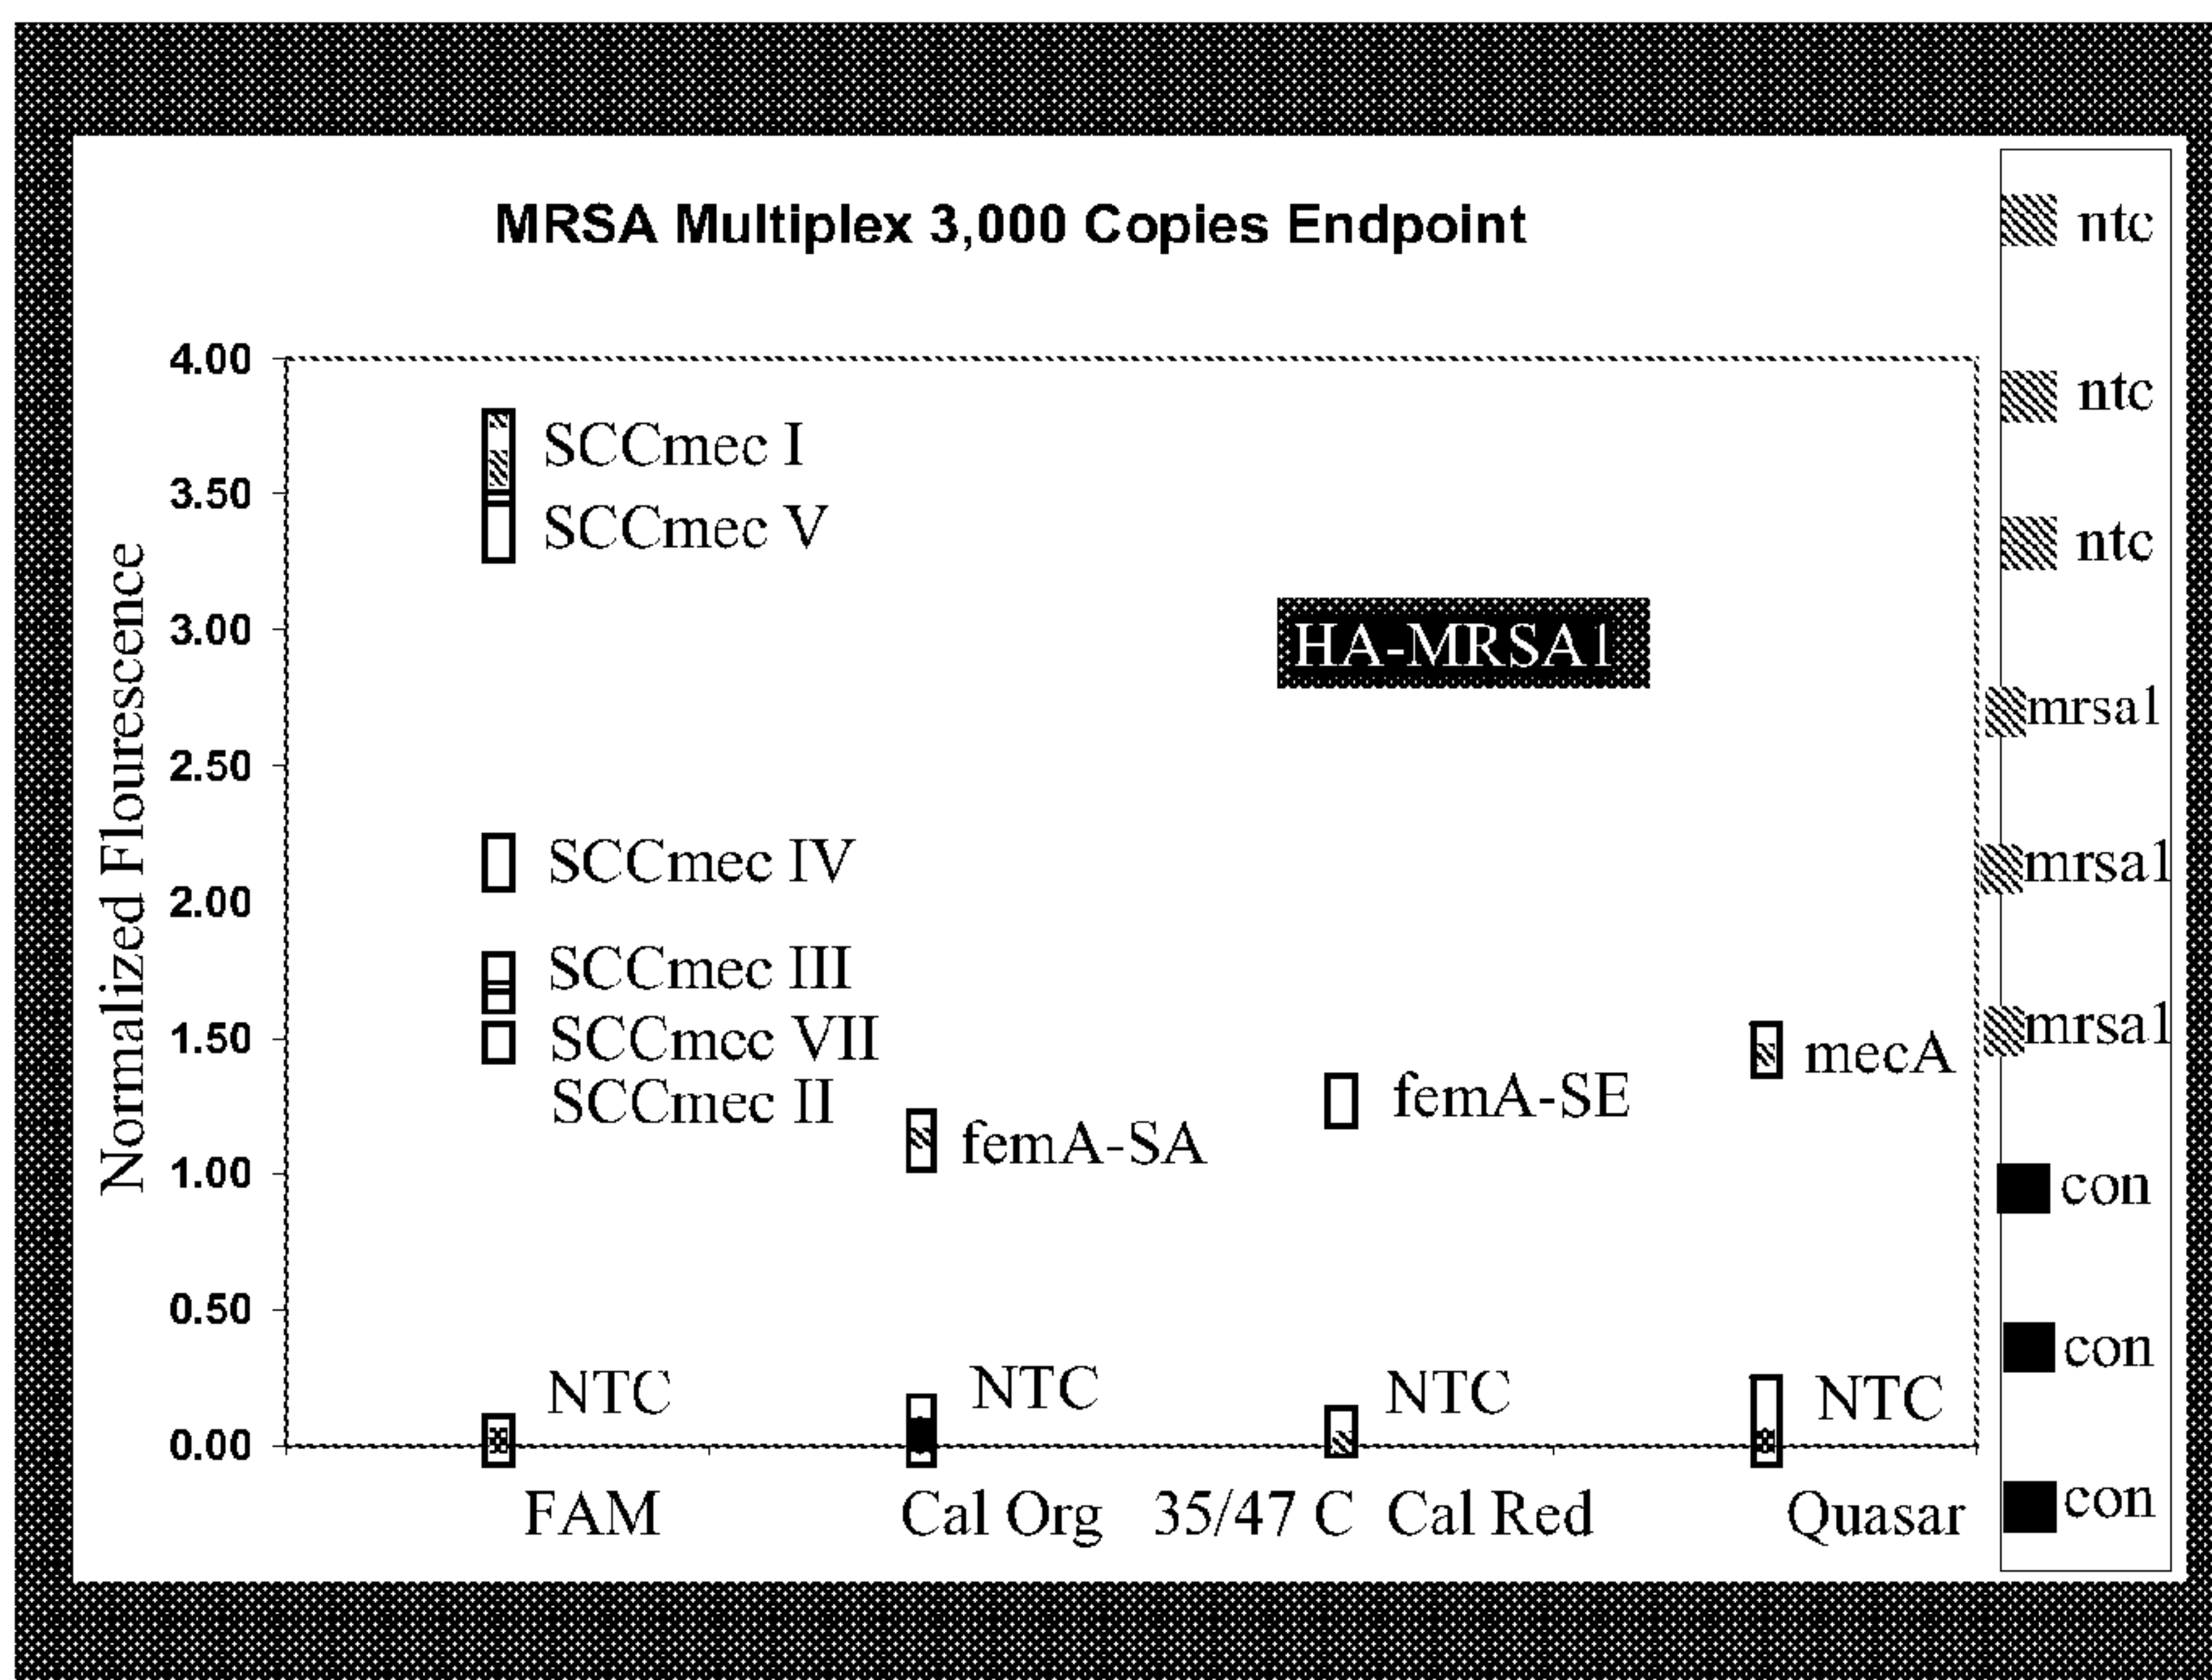 MRSA Multiplex 3,000 Copies Endpoint
Normalized Flourescence
4.00
3.50
3.00
2.50
2.00
1.50
1.00
0.50
0.00
SCCmec I
SCCmec V
SCCmec IV
SCCmec III
SCCmec VII
SCCmec II
femA-SA
femA-SE
mecA
HA-MRSA1
NTC
NTC
NTC
NTC
FAM
Cal Org
35/47 C
Cal Red
Quasar
ntc
ntc
ntc
mrsa1
mrsa1
mrsa1
con
con
con